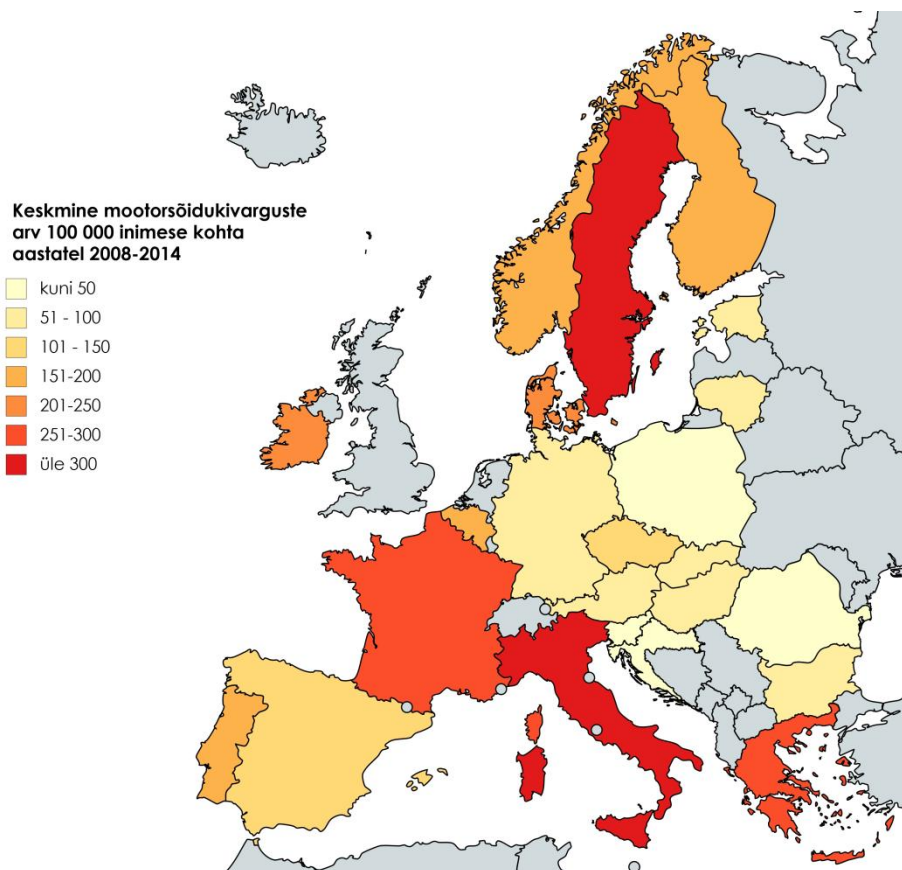 Keskmine mootorsõidukivarguste
arv 100 000 inimese kohta
aastatel 2008-2014
kuni 50
51 - 100
101 - 150
151-200
201-250
251-300
üle 300